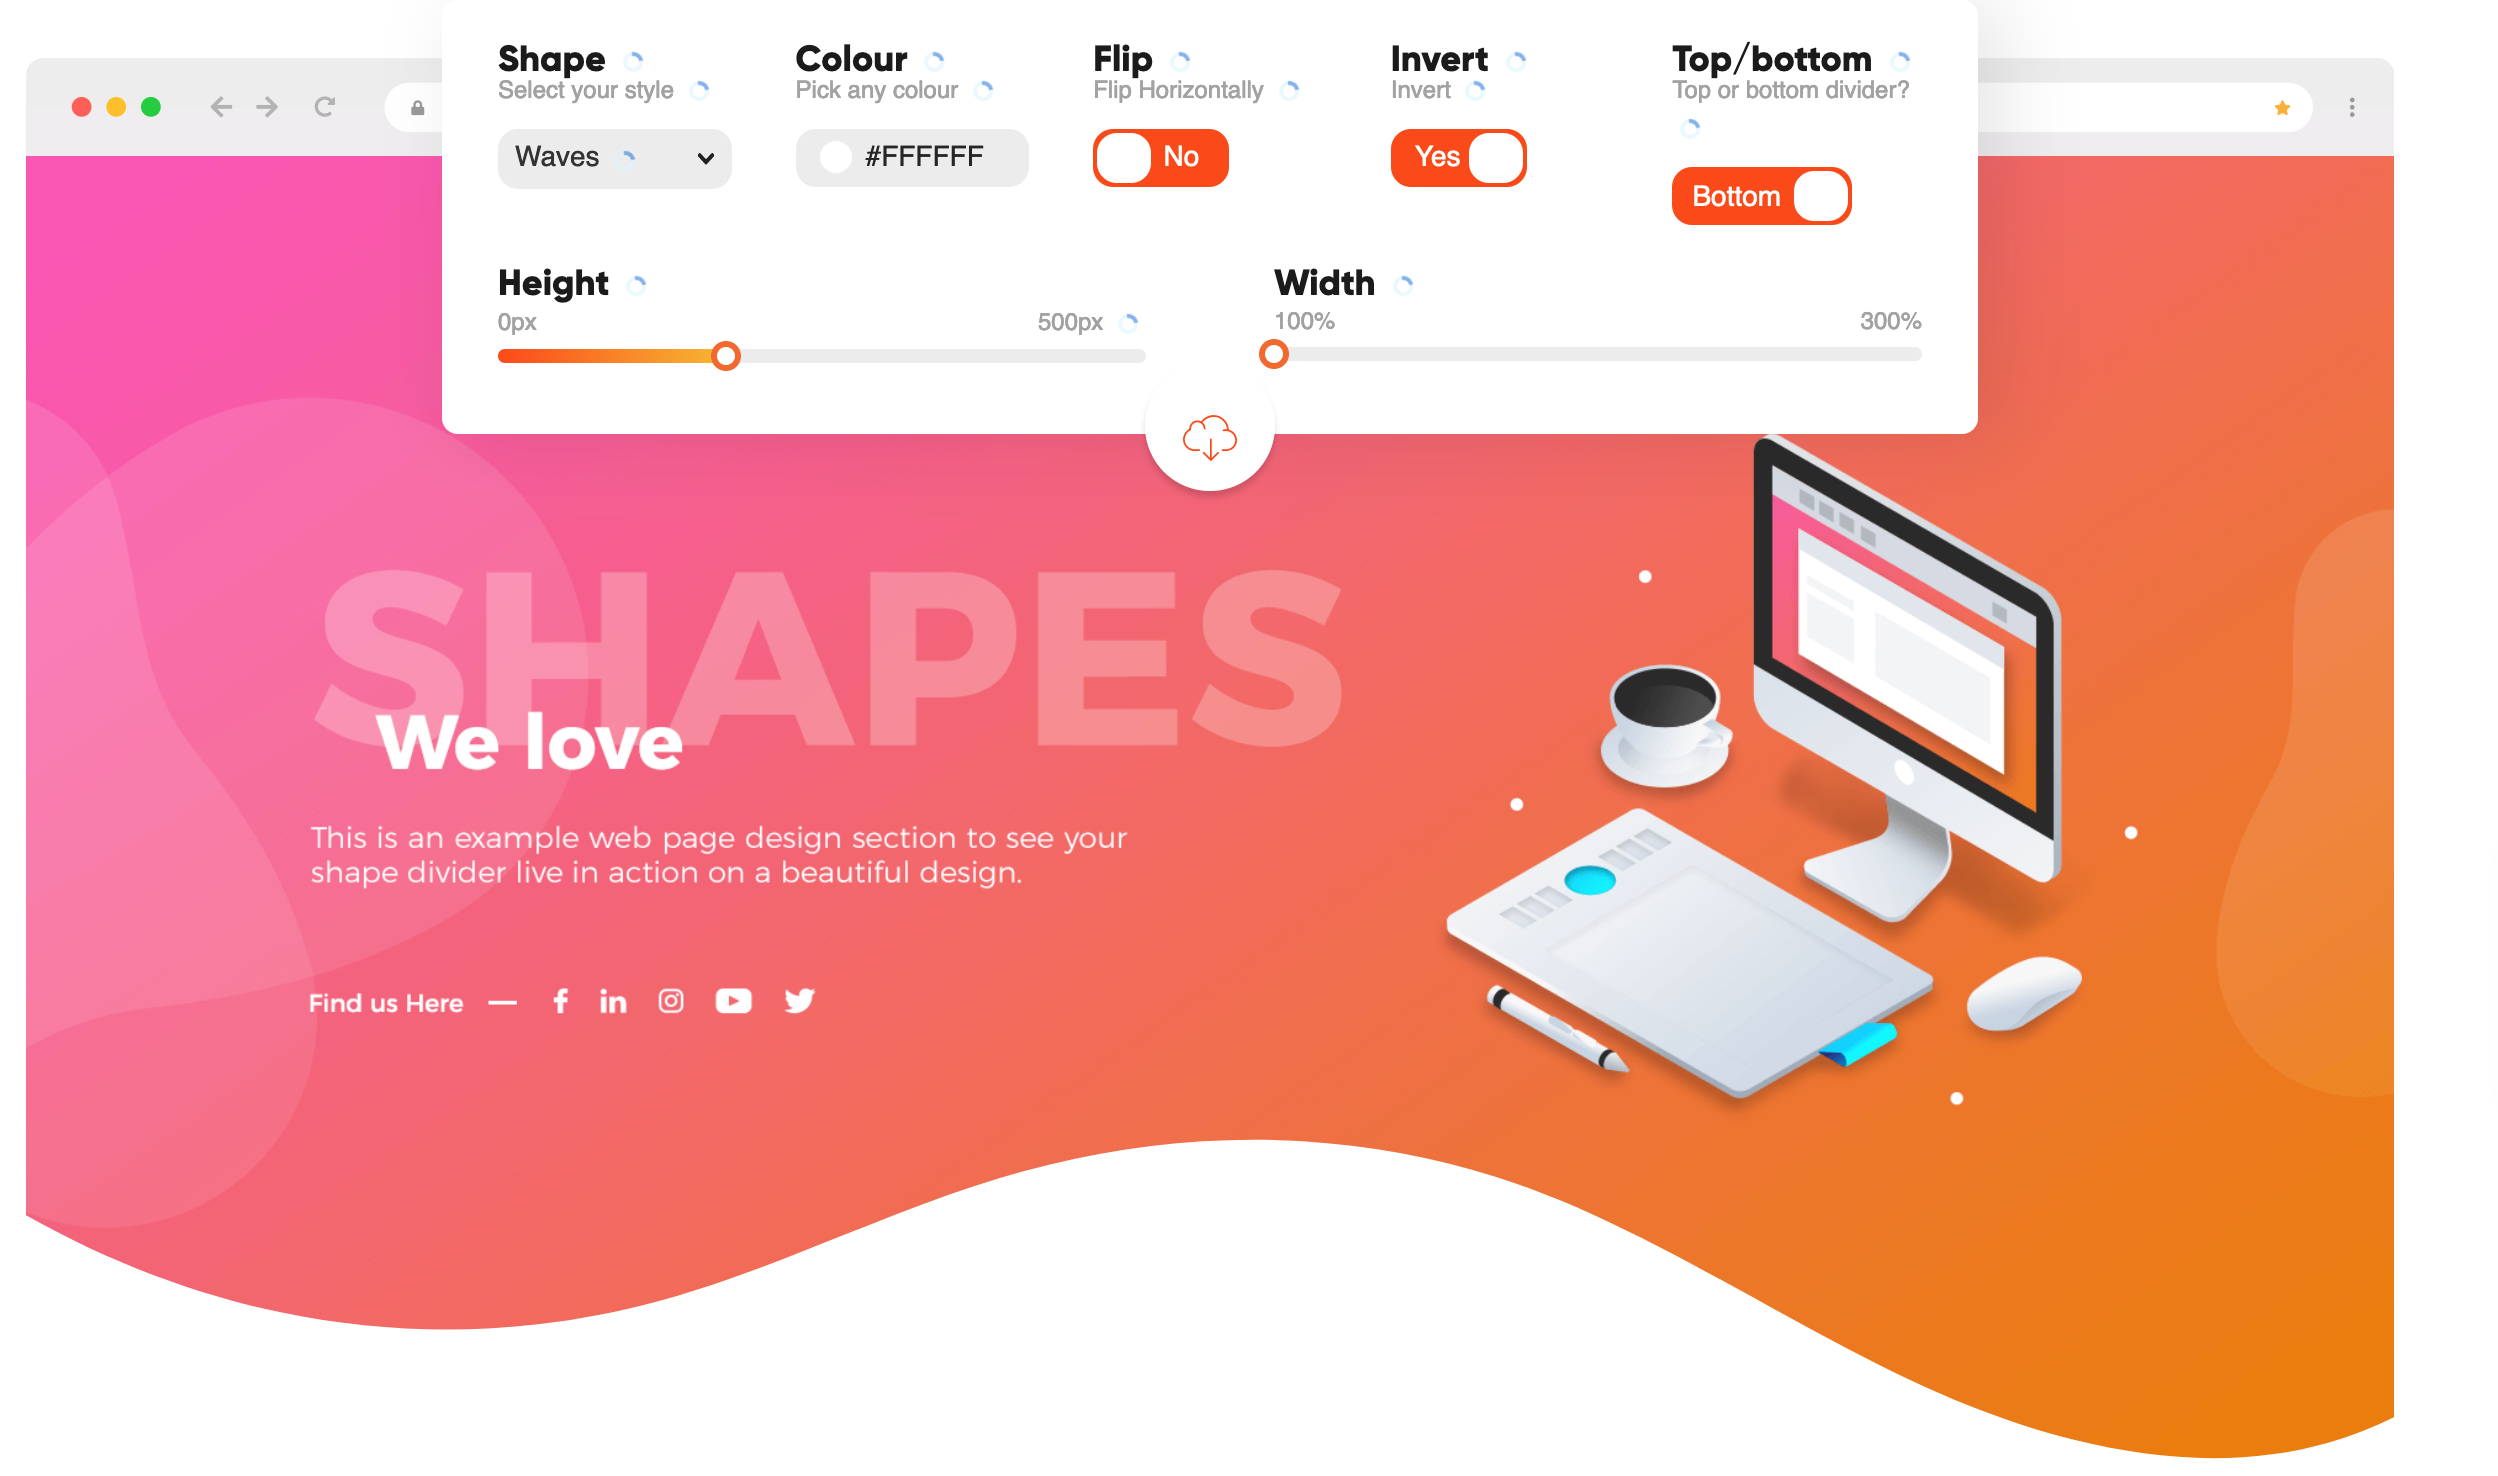 Shape
Select your style
Waves
Colour
Pick any colour
#FFFFFF
Flip
Flip Horizontally
No
Invert
Invert
Yes
Top/bottom
Top or bottom divider?
Bottom
Height
0px 500px
Width
100% 300%
SHAPES
We love
This is an example web page design section to see your
shape divider live in action on a beautiful design.
Find us Here